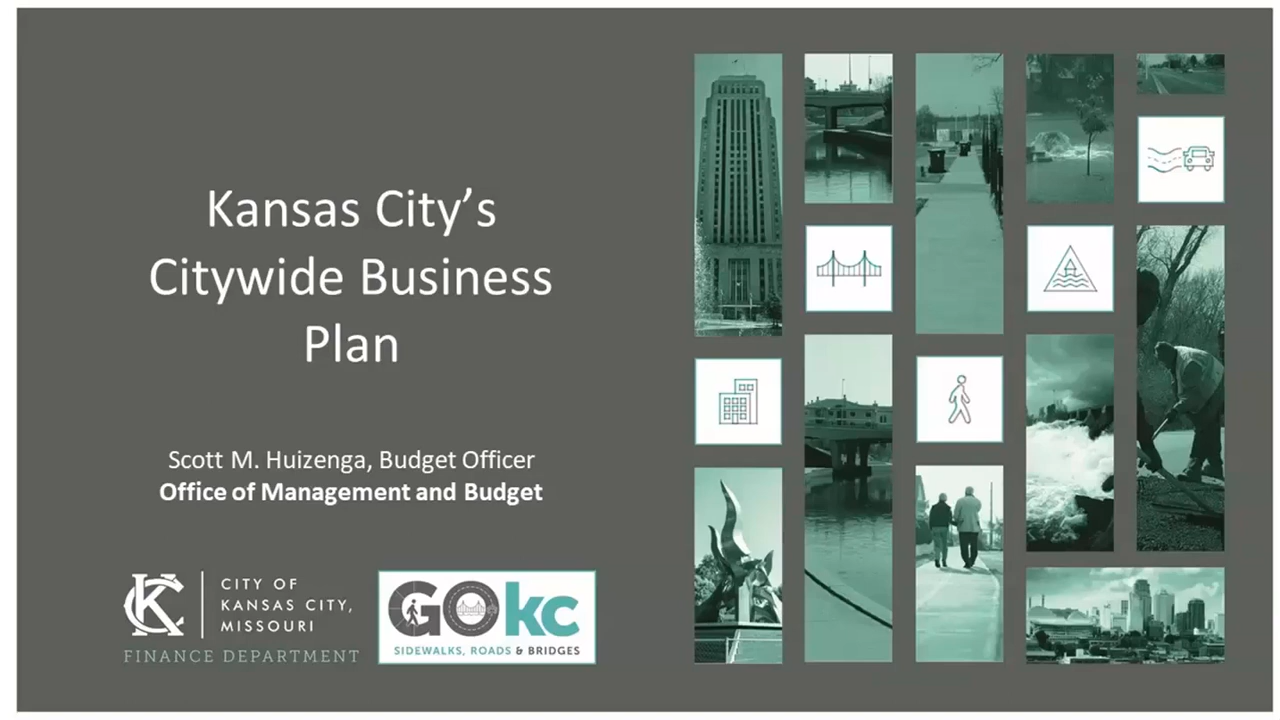 Kansas City’s
Citywide Business
Plan
Scott M. Huizenga, Budget Officer
Office of Management and Budget
KC
CITY OF
KANSAS CITY,
MISSOURI
FINANCE DEPARTMENT
GO kc
SIDEWALKS, ROADS & BRIDGES